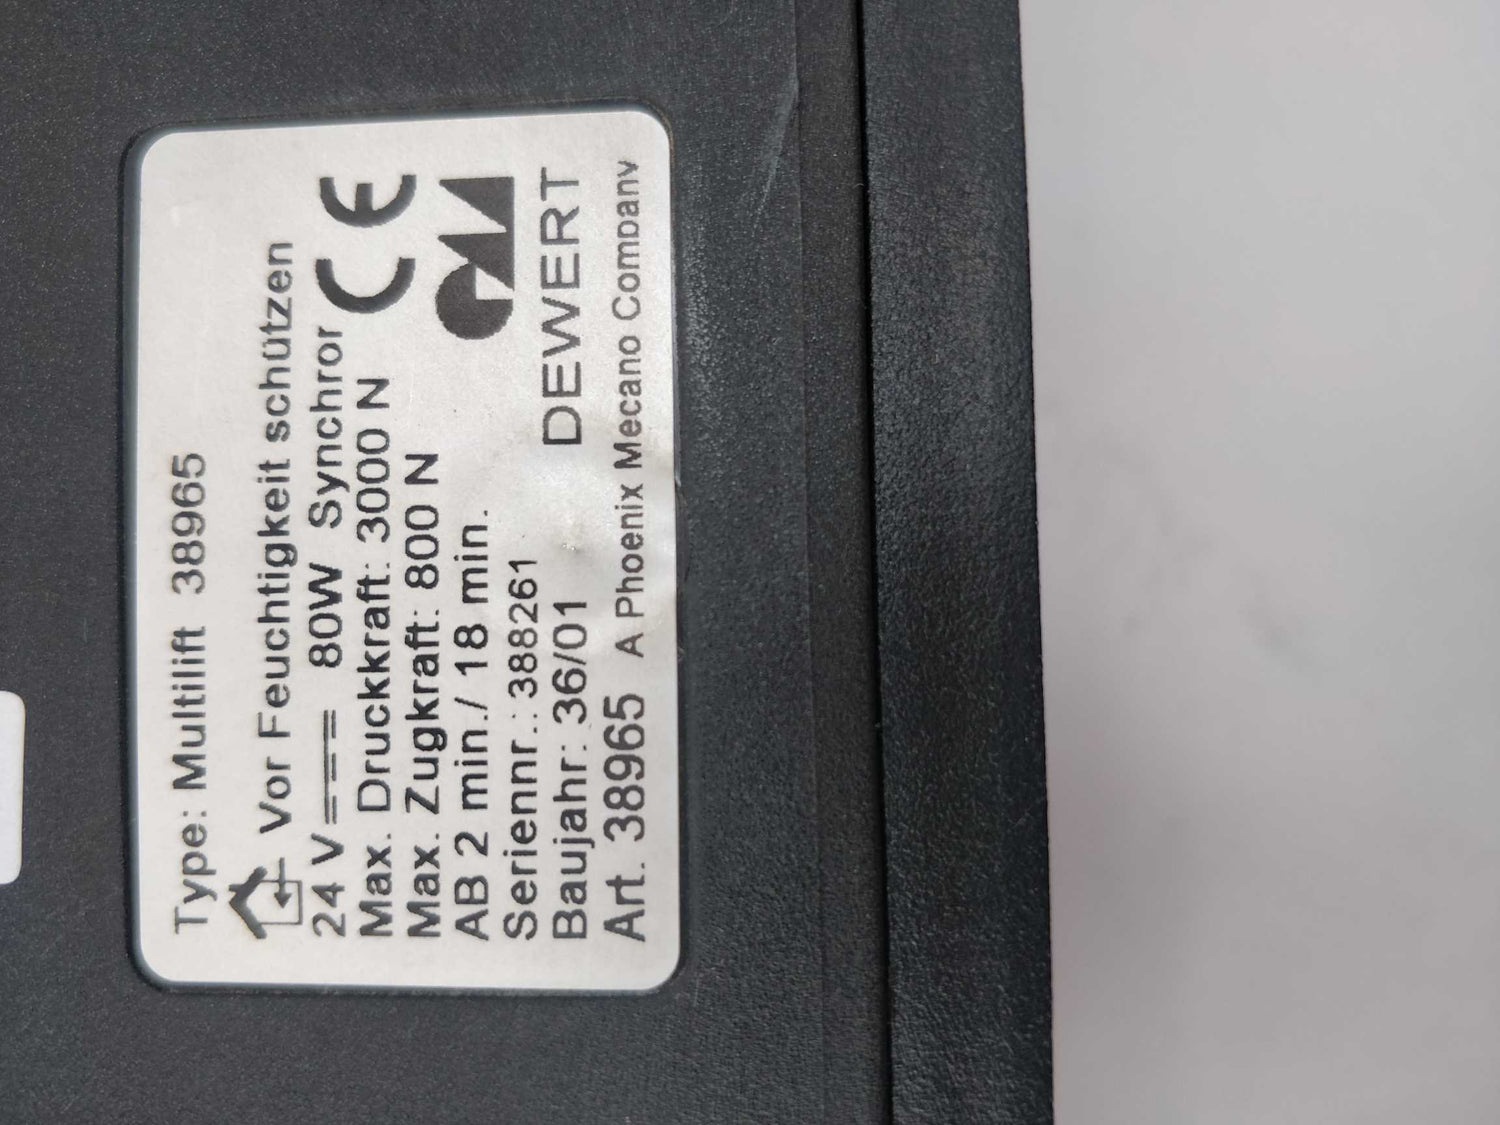 Type: Multilift 38965
Vor Feuchtigkeit schützen
24 V 80W Synchror
Max. Druckkraft: 3000 N
CE
Max. Zugkraft: 800 N
AB 2 min./ 18 min.
Seriennr.: 388261
DEWERT
Baujahr: 36/01
Art. 38965 A Phoenix Mecano Company